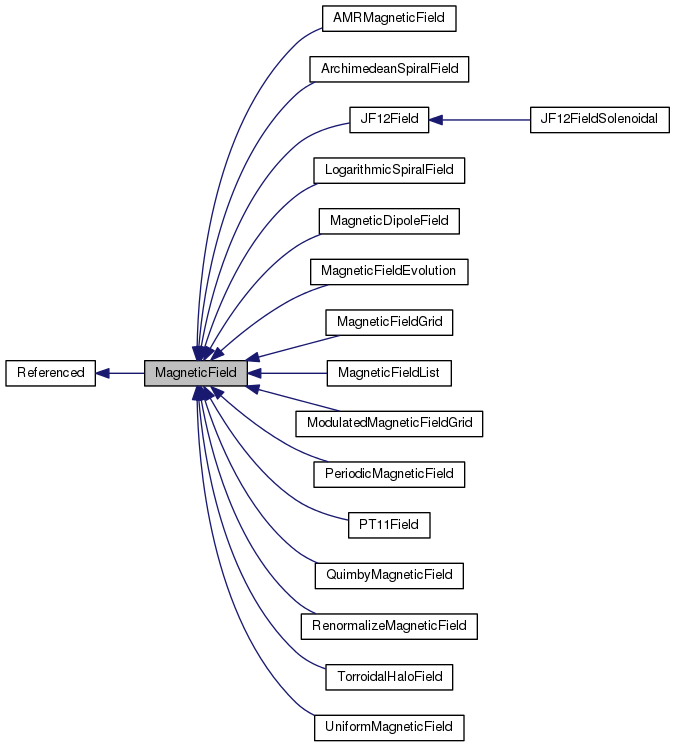 AMRMagneticField
ArchimedeanSpiralField
JF12Field
JF12FieldSolenoidal
LogarithmicSpiralField
MagneticDipoleField
MagneticFieldEvolution
MagneticFieldGrid
Referenced
MagneticField
MagneticFieldList
ModulatedMagneticFieldGrid
PeriodicMagneticField
PT11Field
QuimbyMagneticField
RenormalizeMagneticField
TorroidalHaloField
UniformMagneticField